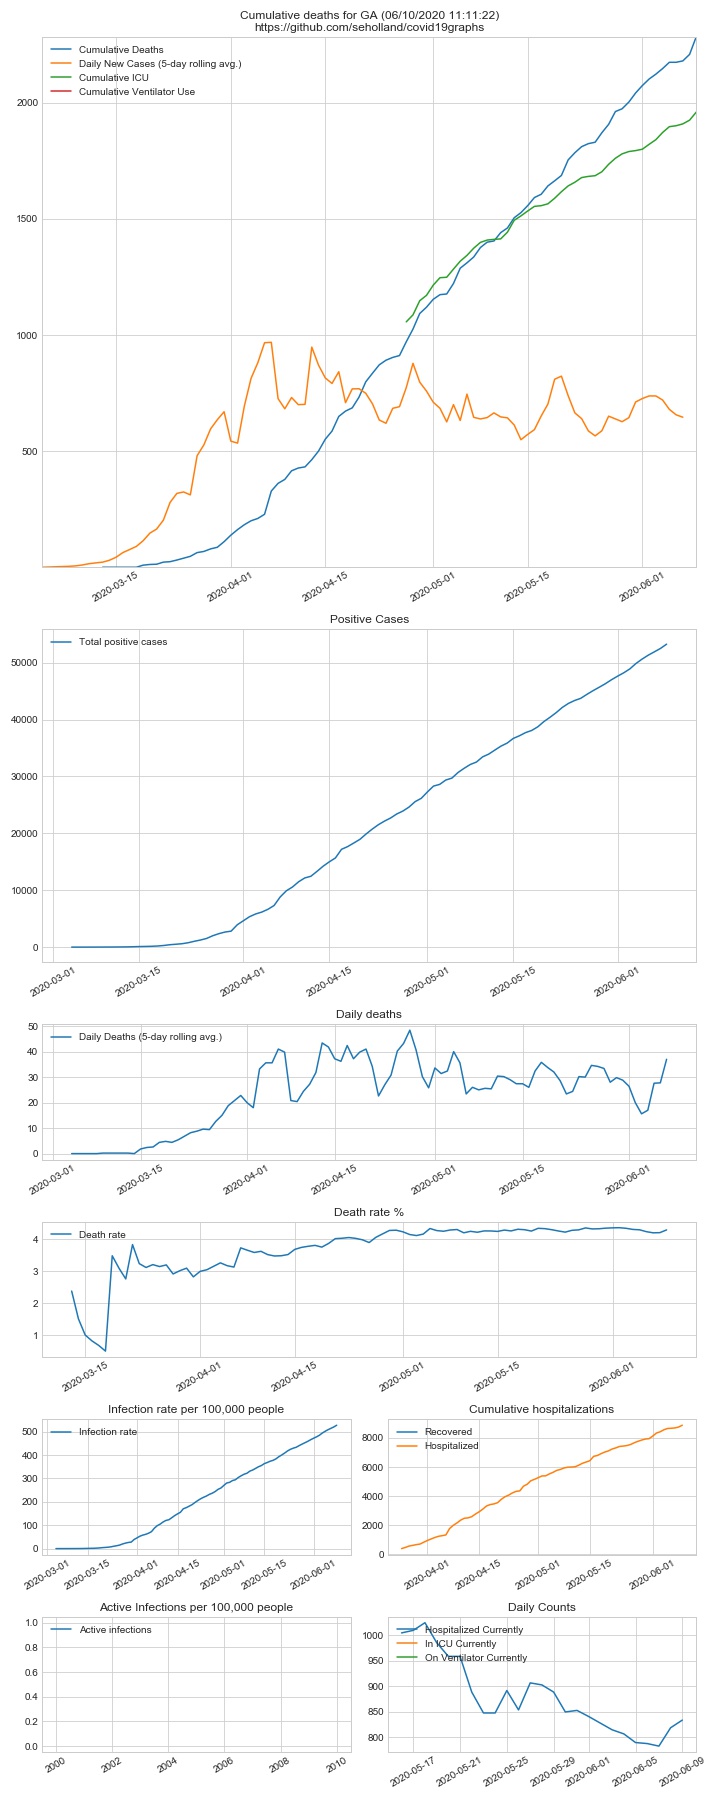 Cumulative deaths for GA (06/10/2020 11:11:22)
https://github.com/seholland/covid19graphs
Cumulative Deaths
Daily New Cases (5-day rolling avg.)
Cumulative ICU
Cumulative Ventilator Use
2000
1500
1000
500
2020-03-15 2020-04-01 2020-04-15 2020-05-01 2020-05-15 2020-06-01
Positive Cases
Total positive cases
50000
40000
30000
20000
10000
0
2020-03-01 2020-03-15 2020-04-01 2020-04-15 2020-05-01 2020-05-15 2020-06-01
Daily deaths
Daily Deaths (5-day rolling avg.)
50
40
30
20
10
0
2020-03-01 2020-03-15 2020-04-01 2020-04-15 2020-05-01 2020-05-15 2020-06-01
Death rate %
Death rate
4
3
2
1
2020-03-15 2020-04-01 2020-04-15 2020-05-01 2020-05-15 2020-06-01
Infection rate per 100,000 people
Infection rate
500
400
300
200
100
0
2020-03-01 2020-03-15 2020-04-01 2020-04-15 2020-05-01 2020-05-15 2020-06-01
Cumulative hospitalizations
Recovered
Hospitalized
8000
6000
4000
2000
0
2020-04-01 2020-04-15 2020-05-01 2020-05-15 2020-06-01
Active Infections per 100,000 people
Active infections
1.0
0.8
0.6
0.4
0.2
0.0
2000 2002 2004 2006 2008 2010
Daily Counts
Hospitalized Currently
In ICU Currently
On Ventilator Currently
1000
950
900
850
800
2020-05-17 2020-05-21 2020-05-25 2020-05-29 2020-06-01 2020-06-05 2020-06-09